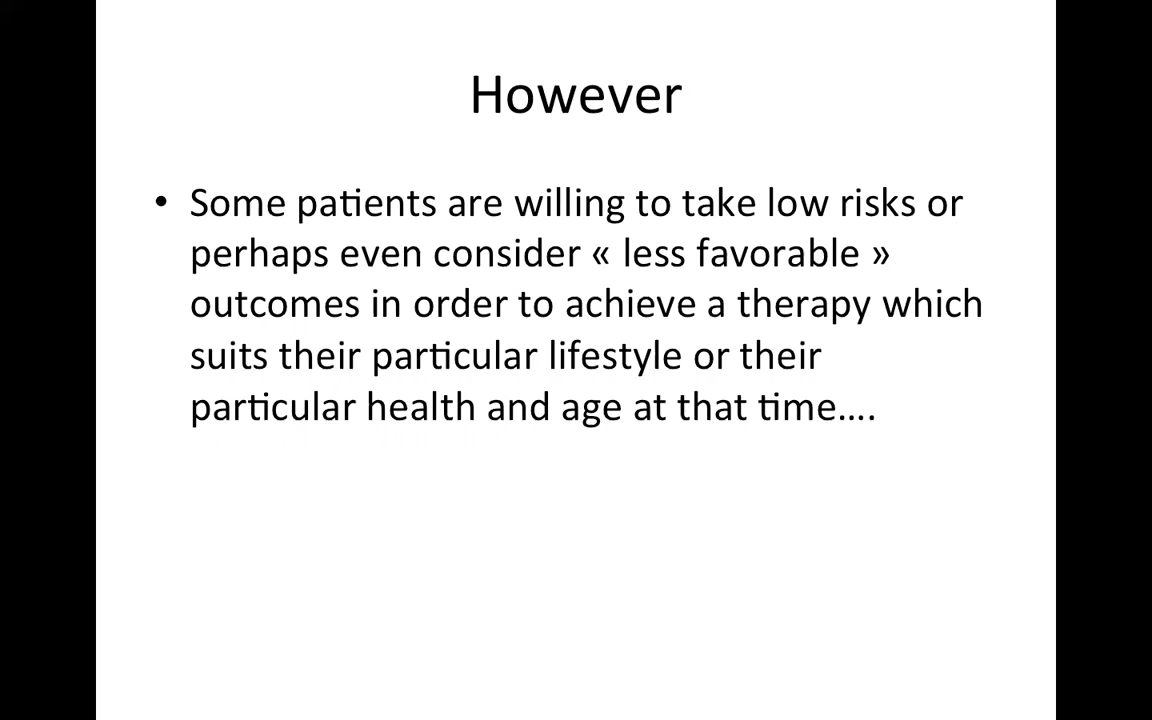 However
• Some patients are willing to take low risks or
perhaps even consider « less favorable »
outcomes in order to achieve a therapy which
suits their particular lifestyle or their
particular health and age at that time….